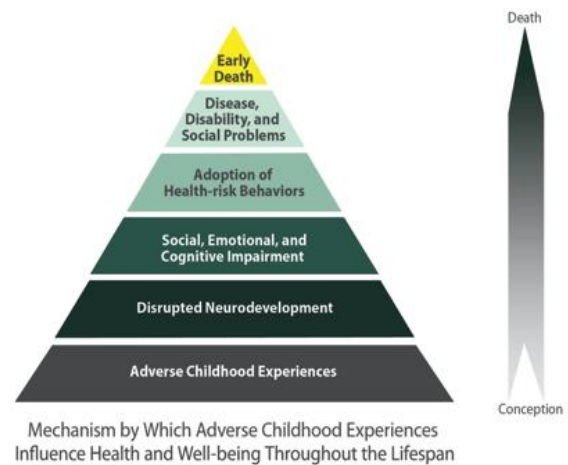 Death
Early
Death
Disease,
Disability, and
Social Problems
Adoption of
Health-risk Behaviors
Social, Emotional, and
Cognitive Impairment
Disrupted Neurodevelopment
Adverse Childhood Experiences
Conception
Mechanism by Which Adverse Childhood Experiences
Influence Health and Well-being Throughout the Lifespan